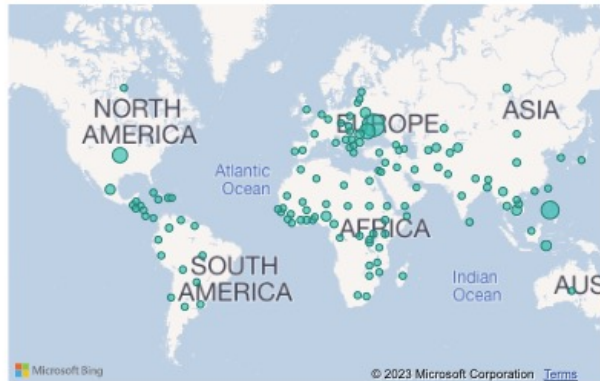 NORTH
AMERICA
EUROPE
ASIA
Atlantic
Ocean
AFRICA
SOUTH
AMERICA
Indian
Ocean
AUS
Microsoft Bing
© 2023 Microsoft Corporation Terms